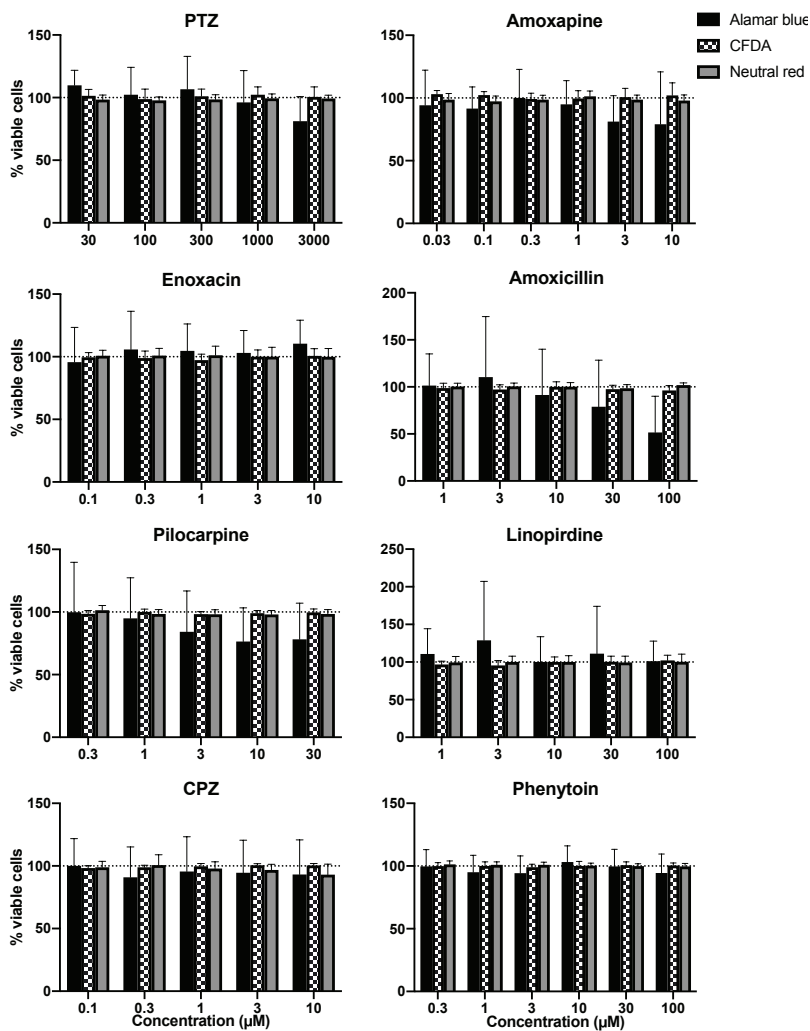 PTZ
Amoxapine
Alamar blue
CFDA
Neutral red
% viable cells
150
100
50
0
30 100 300 1000 3000
150
100
50
0
0.03 0.1 0.3 1 3 10
Enoxacin
Amoxicillin
% viable cells
150
100
50
0
0.1 0.3 1 3 10
200
150
100
50
0
1 3 10 30 100
Pilocarpine
Linopirdine
% viable cells
150
100
50
0
0.3 1 3 10 30
250
200
150
100
50
0
1 3 10 30 100
CPZ
Phenytoin
% viable cells
150
100
50
0
0.1 0.3 1 3 10
Concentration (µM)
150
100
50
0
0.3 1 3 10 30 100
Concentration (µM)